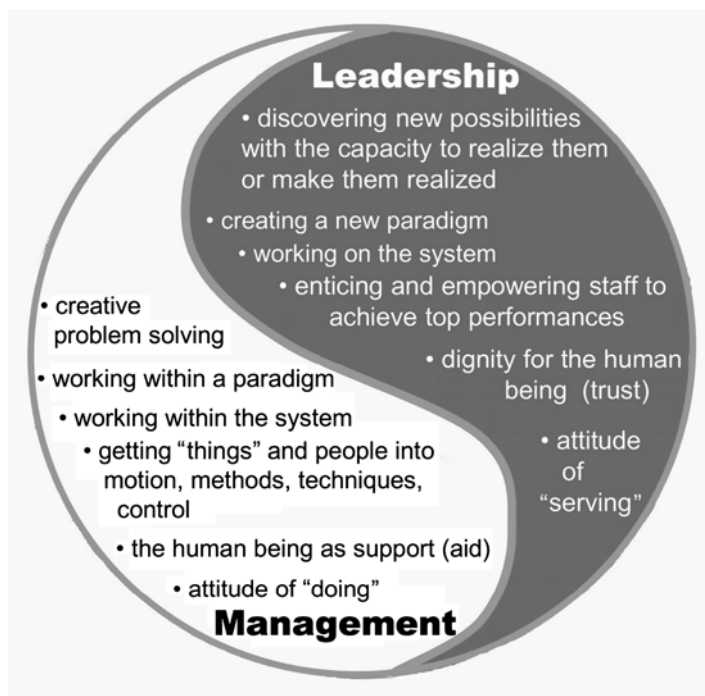 Leadership
• discovering new possibilities
with the capacity to realize them
or make them realized
• creating a new paradigm
• working on the system
• enticing and empowering staff to
achieve top performances
• dignity for the human
being (trust)
• attitude
of
“serving”
• creative
problem solving
• working within a paradigm
• working within the system
• getting “things” and people into
motion, methods, techniques,
control
• the human being as support (aid)
• attitude of “doing”
Management